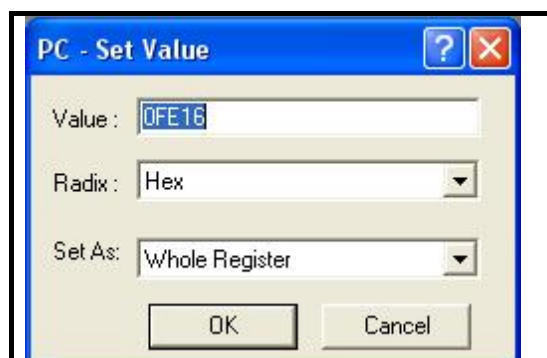 PC - Set Value
Value : 0FE16
Radix : Hex
Set As: Whole Register
OK Cancel